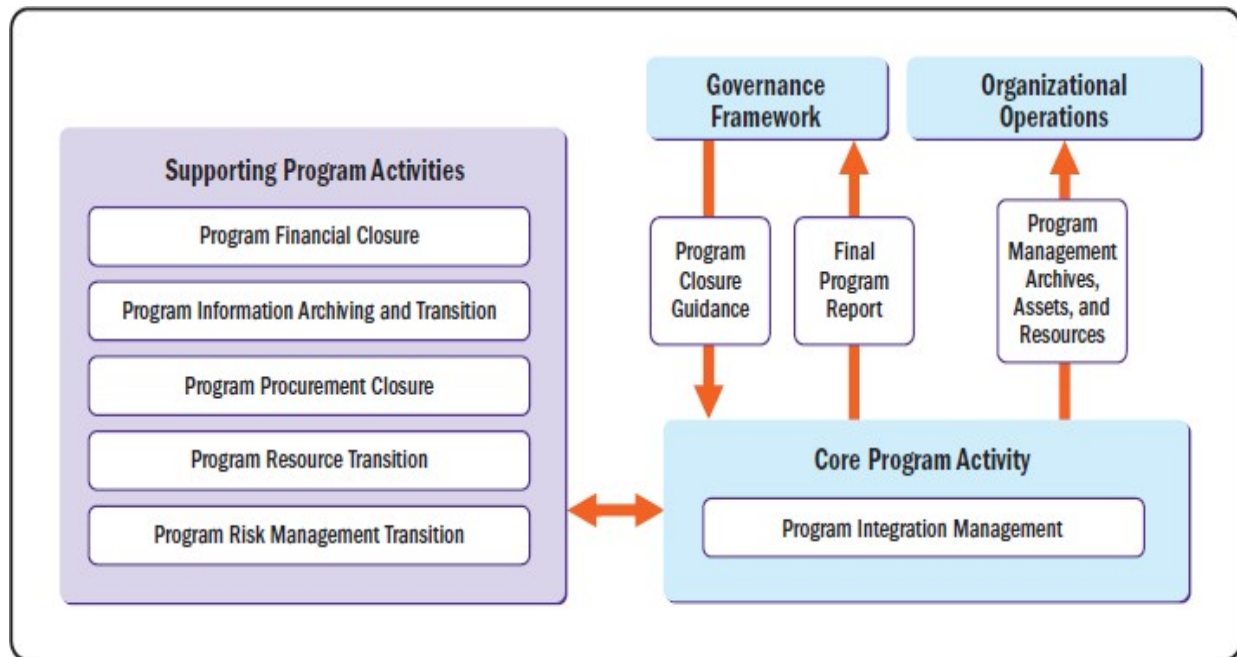 Supporting Program Activities
Program Financial Closure
Program Information Archiving and Transition
Program Procurement Closure
Program Resource Transition
Program Risk Management Transition
Governance
Framework
Organizational
Operations
Program
Closure
Guidance
Final
Program
Report
Program
Management
Archives,
Assets, and
Resources
Core Program Activity
Program Integration Management